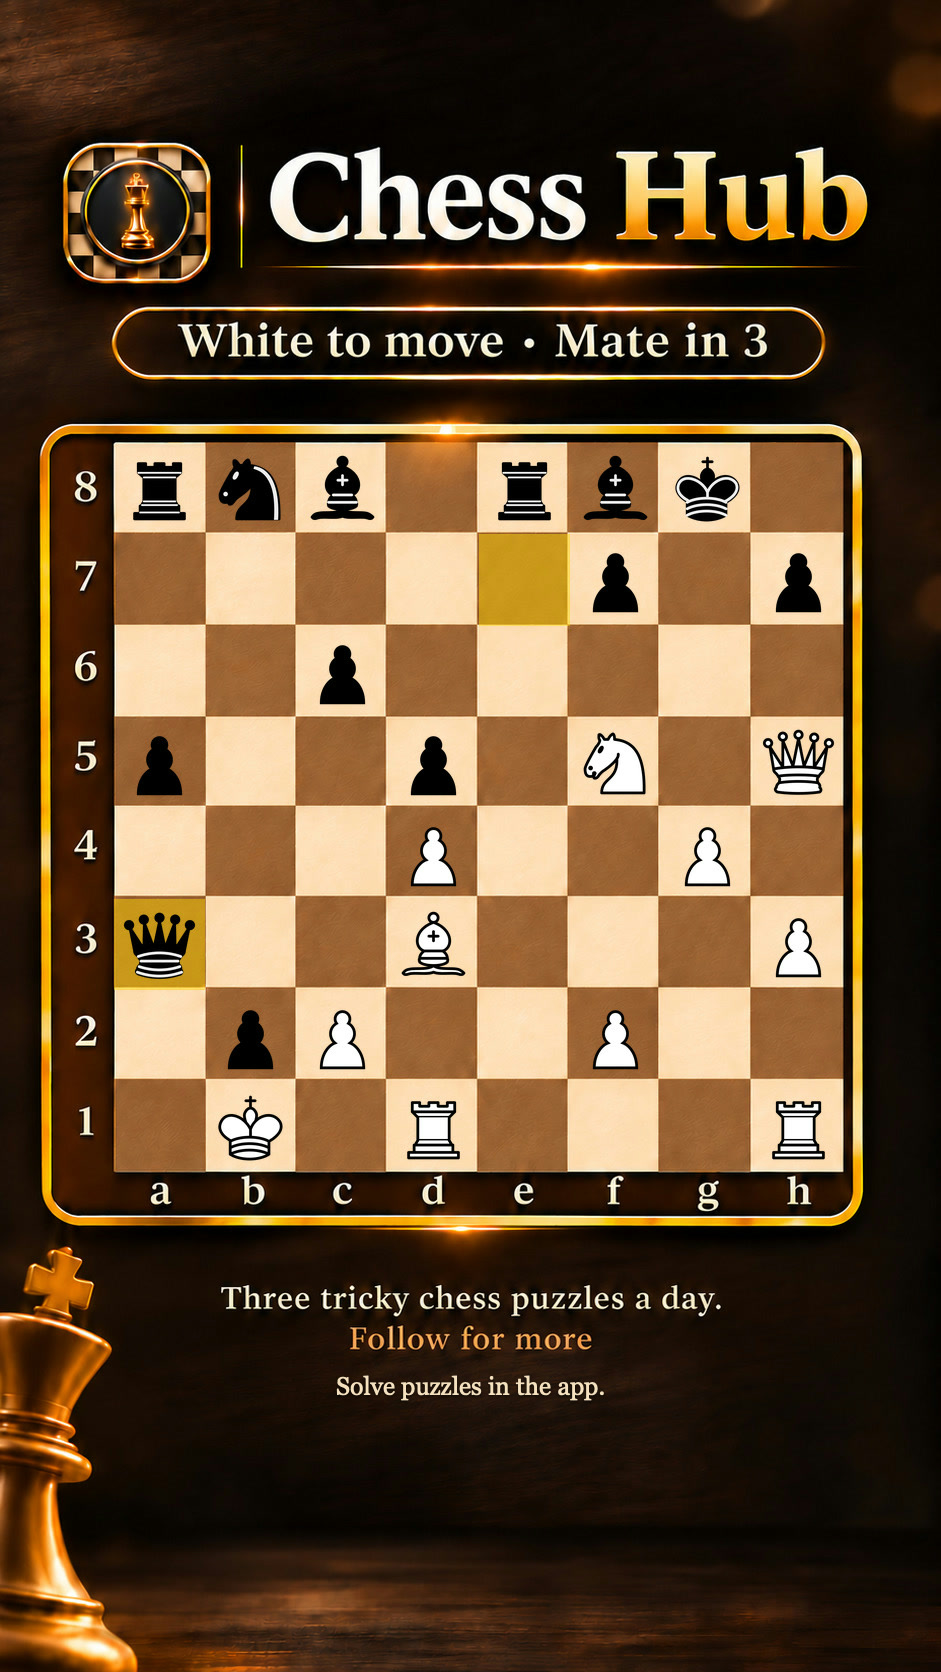 Chess Hub
White to move • Mate in 3
8
7
6
5
4
3
2
1
a b c d e f g h
Three tricky chess puzzles a day.
Follow for more
Solve puzzles in the app.